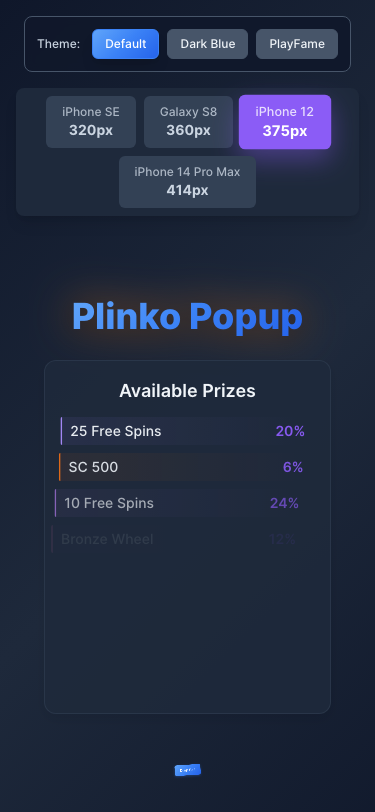 Theme: Default Dark Blue PlayFame
iPhone SE Galaxy S8 iPhone 12
320px 360px 375px
iPhone 14 Pro Max
414px
Plinko Popup
Available Prizes
25 Free Spins 20%
SC 500 6%
10 Free Spins 24%
Bronze Wheel 12%